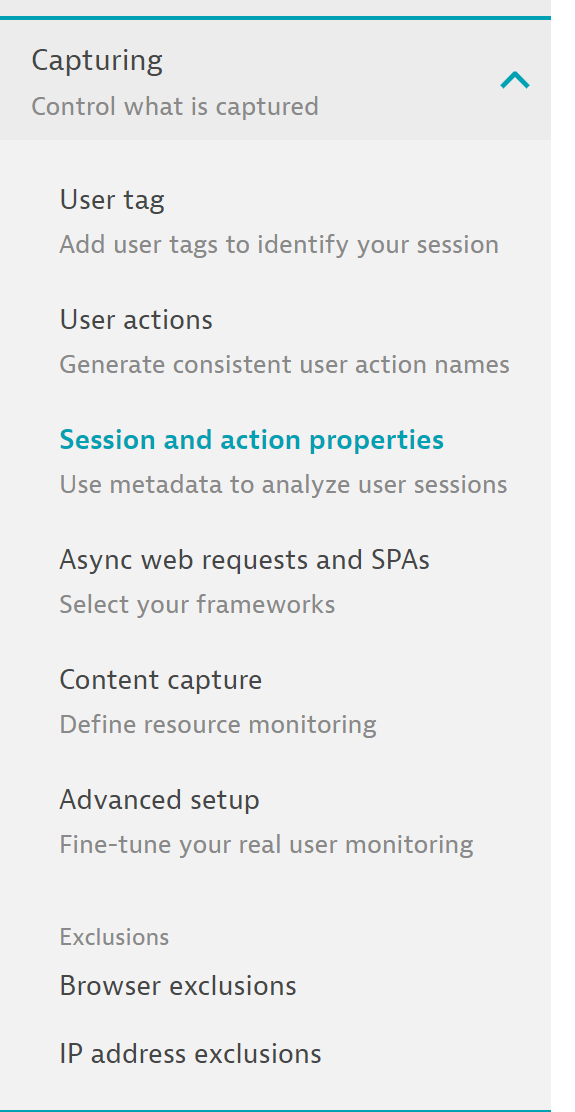 Capturing
Control what is captured
User tag
Add user tags to identify your session
User actions
Generate consistent user action names
Session and action properties
Use metadata to analyze user sessions
Async web requests and SPAs
Select your frameworks
Content capture
Define resource monitoring
Advanced setup
Fine-tune your real user monitoring
Exclusions
Browser exclusions
IP address exclusions